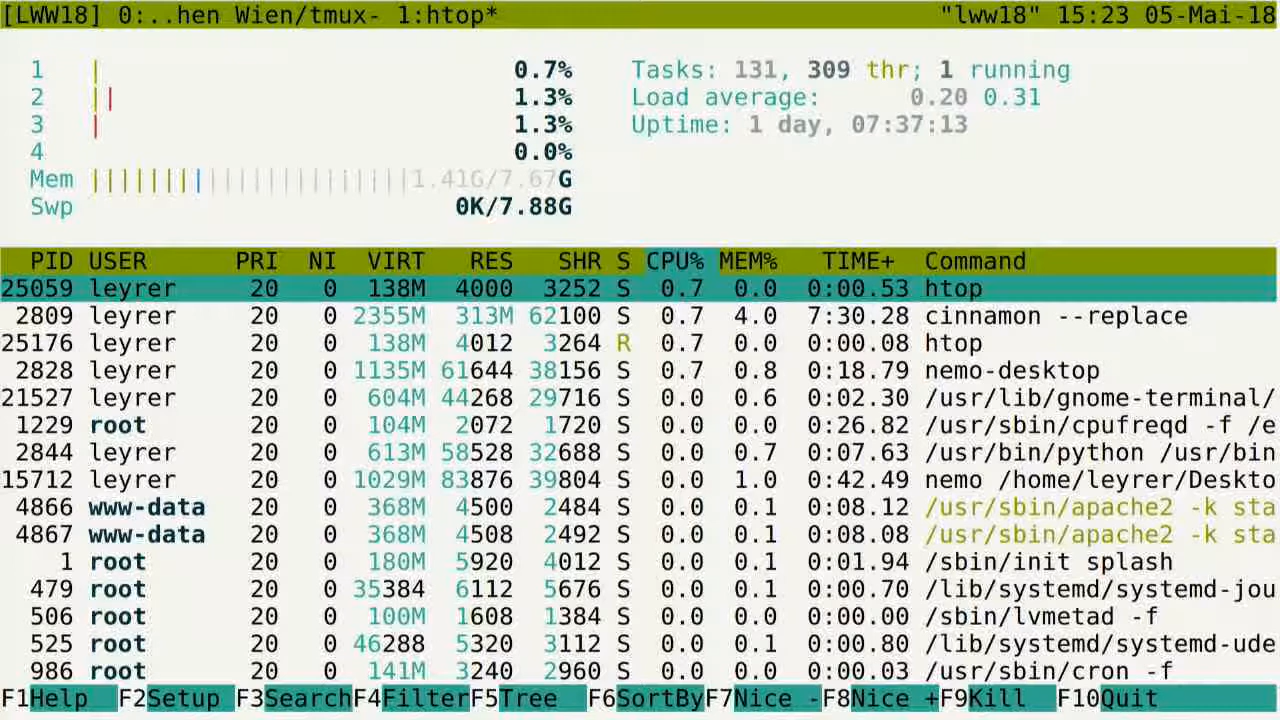 [LWW18] 0:..hen Wien/tmux- 1:htop* "lww18" 15:23 05-Mai-18
1 0.7% Tasks: 131, 309 thr; 1 running
2 1.3% Load average: 0.20 0.31
3 1.3% Uptime: 1 day, 07:37:13
4 0.0%
Mem 1.41G/7.67G
Swp 0K/7.88G
PID USER PRI NI VIRT RES SHR S CPU% MEM% TIME+ Command
25059 leyrer 20 0 138M 4000 3252 S 0.7 0.0 0:00.53 htop
2809 leyrer 20 0 2355M 313M 62100 S 0.7 4.0 7:30.28 cinnamon --replace
25176 leyrer 20 0 138M 4012 3264 R 0.7 0.0 0:00.08 htop
2828 leyrer 20 0 1135M 61644 38156 S 0.7 0.8 0:18.79 nemo-desktop
21527 leyrer 20 0 604M 44268 29716 S 0.0 0.6 0:02.30 /usr/lib/gnome-terminal/
1229 root 20 0 104M 2072 1720 S 0.0 0.0 0:26.82 /usr/sbin/cpufreqd -f /e
2844 leyrer 20 0 613M 58528 32688 S 0.0 0.7 0:07.63 /usr/bin/python /usr/bin
15712 leyrer 20 0 1029M 83876 39804 S 0.0 1.0 0:42.49 nemo /home/leyrer/Deskto
4866 www-data 20 0 368M 4500 2484 S 0.0 0.1 0:08.12 /usr/sbin/apache2 -k sta
4867 www-data 20 0 368M 4508 2492 S 0.0 0.1 0:08.08 /usr/sbin/apache2 -k sta
1 root 20 0 180M 5920 4012 S 0.0 0.1 0:01.94 /sbin/init splash
479 root 20 0 35384 6112 5676 S 0.0 0.1 0:00.70 /lib/systemd/systemd-jou
506 root 20 0 100M 1608 1384 S 0.0 0.0 0:00.00 /sbin/lvmetad -f
525 root 20 0 46288 5320 3112 S 0.0 0.1 0:00.80 /lib/systemd/systemd-ude
986 root 20 0 141M 3240 2960 S 0.0 0.0 0:00.03 /usr/sbin/cron -f
F1Help F2Setup F3SearchF4FilterF5Tree F6SortByF7Nice -F8Nice +F9Kill F10Quit